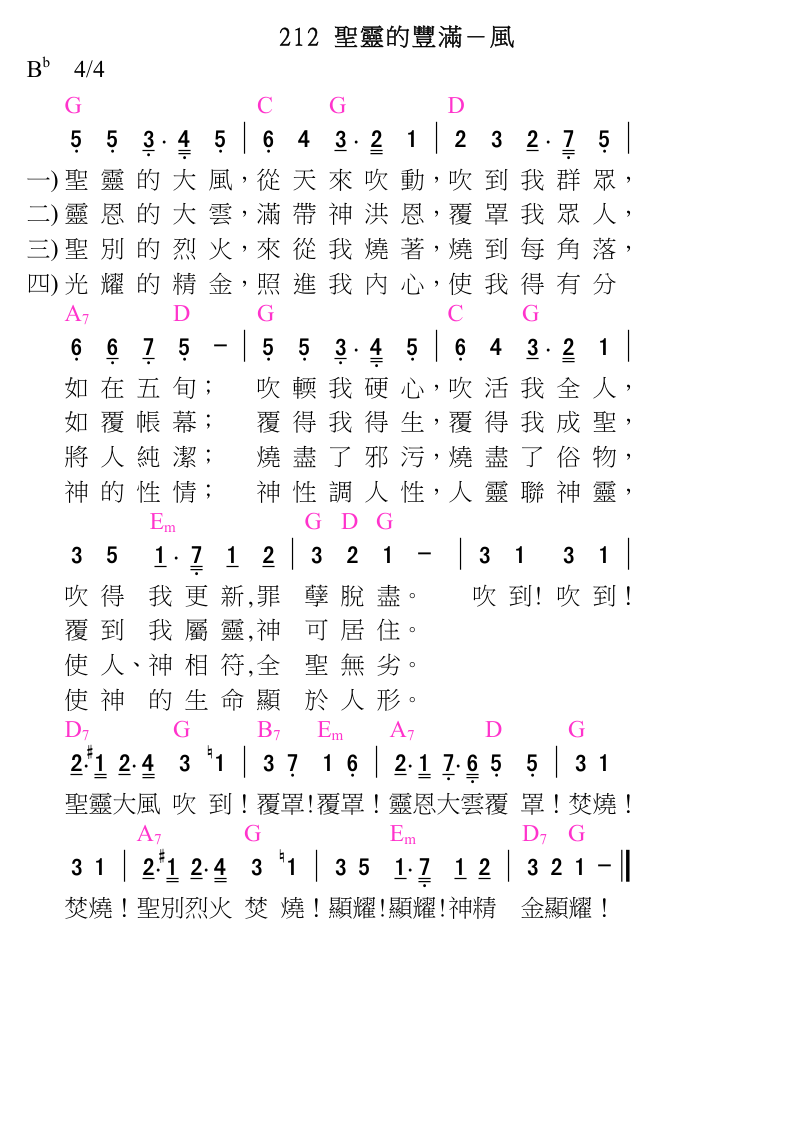 212 聖靈的豐滿－風
Bb 4/4
G C G D
5 5 3· 4 5 | 6 4 3· 2 1 | 2 3 2· 7 5 |
一) 聖靈的大風，從天來吹動，吹到我群眾，
二) 靈恩的大雲，滿帶神洪恩，覆罩我眾人，
三) 聖別的烈火，來從我燒著，燒到每角落，
四) 光耀的精金，照進我內心，使我得有分
A7 D G C G
6 6 7 5 － | 5 5 3· 4 5 | 6 4 3· 2 1 |
如在五旬； 吹輭我硬心，吹活我全人，
如覆帳幕； 覆得我得生，覆得我成聖，
將人純潔； 燒盡了邪污，燒盡了俗物，
神的性情； 神性調人性，人靈聯神靈，
Em G D G
3 5 1· 7 1 2 | 3 2 1 － | 3 1 3 1 |
吹得我更新,罪孽脫盡。 吹到! 吹到!
覆到我屬靈,神可居住。
使人、神相符,全聖無劣。
使神的生命顯於人形。
D7 G B7 Em A7 D G
2· #1 2· 4 3 ♮1 | 3 7 1 6 | 2· 1 7· 6 5 5 | 3 1
聖靈大風吹到! 覆罩! 覆罩! 靈恩大雲覆罩! 焚燒!
A7 G Em D7 G
3 1 | 2· #1 2· 4 3 ♮1 | 3 5 1· 7 1 2 | 3 2 1 － ‖
焚燒! 聖別烈火焚燒! 顯耀! 顯耀! 神精金顯耀!